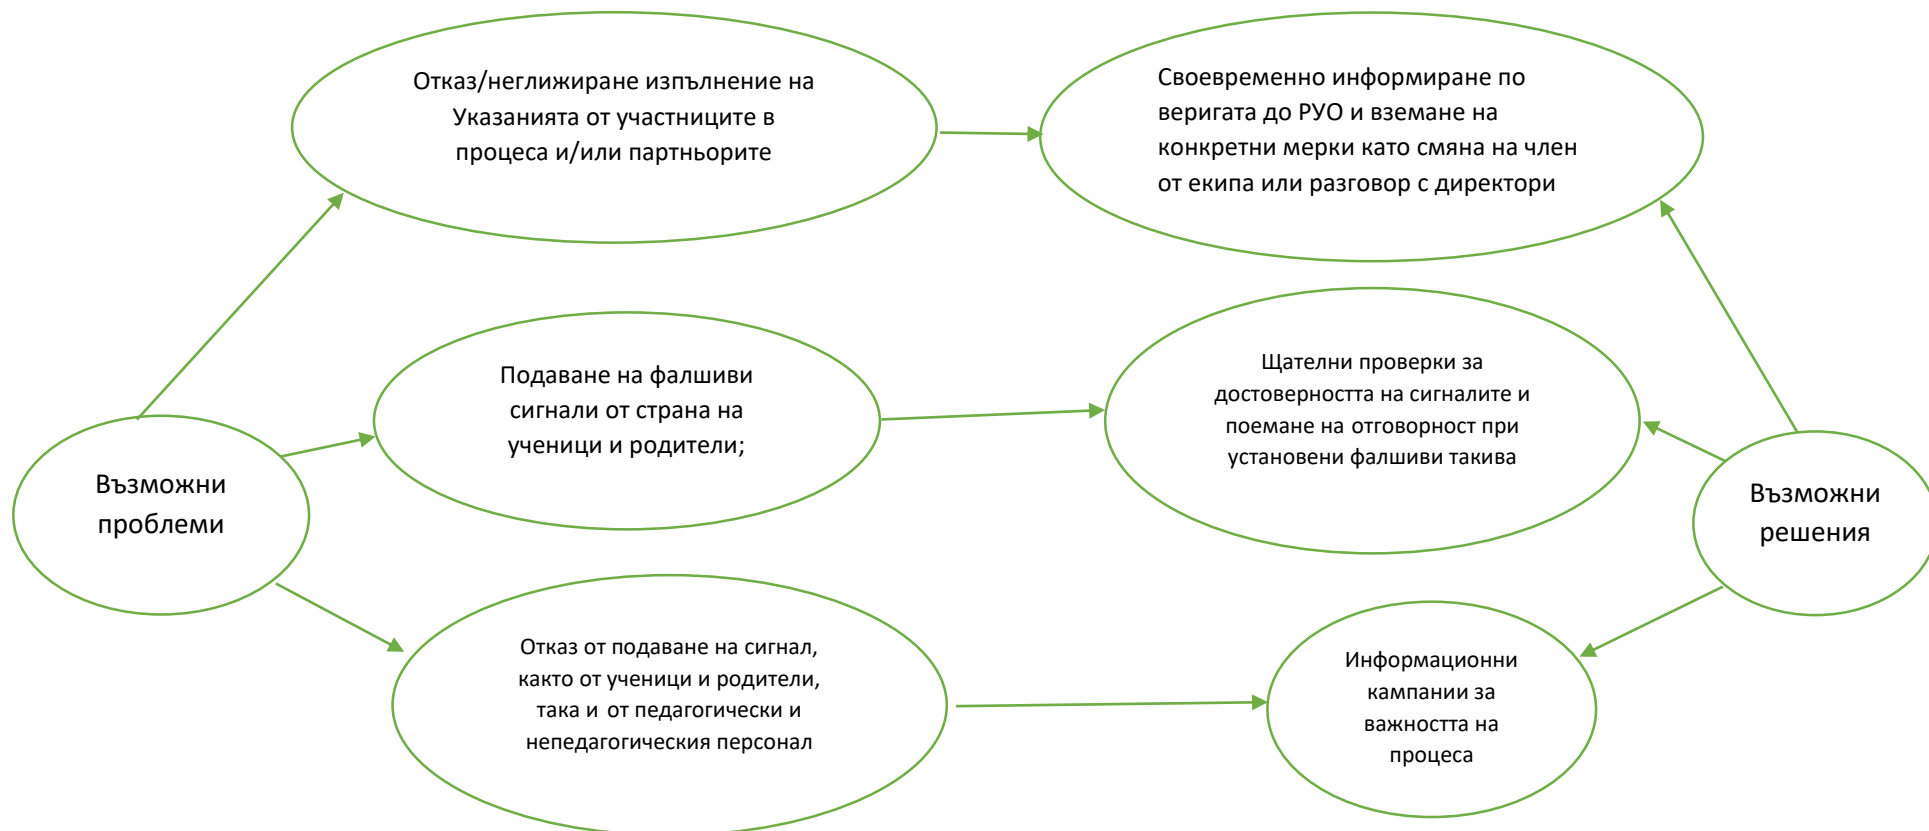 Отказ/неглижиране изпълнение на
Указанията от участниците в
процеса и/или партньорите
Своевременно информиране по
веригата до РУО и вземане на
конкретни мерки като смяна на член
от екипа или разговор с директори
Подаване на фалшиви
сигнали от страна на
ученици и родители;
Щателни проверки за
достоверността на сигналите и
поемане на отговорност при
установени фалшиви такива
Възможни
проблеми
Възможни
решения
Отказ от подаване на сигнал,
както от ученици и родители,
така и от педагогически и
непедагогическия персонал
Информационни
кампании за
важността на
процеса